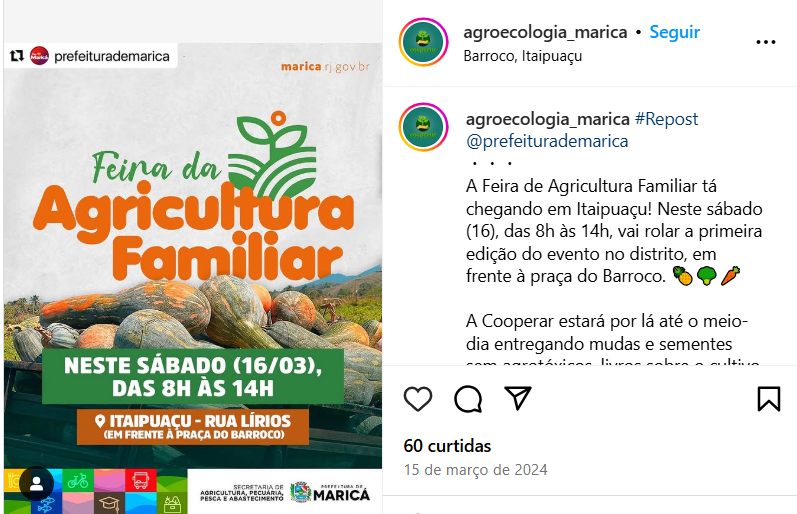 prefeiturademarica
marica.rj.gov.br
Feira da
Agricultura
Familiar
NESTE SÁBADO (16/03),
DAS 8H ÀS 14H
ITAIPUAÇU - RUA LÍRIOS
(EM FRENTE À PRAÇA DO BARROCO)
SECRETARIA DE
AGRICULTURA, PECUÁRIA,
PESCA E ABASTECIMENTO
PREFEITURA DE
MARICÁ
agroecologia_marica • Seguir
Barroco, Itaipuaçu
agroecologia_marica #Repost
@prefeiturademarica
・・・
A Feira de Agricultura Familiar tá
chegando em Itaipuaçu! Neste sábado
(16), das 8h às 14h, vai rolar a primeira
edição do evento no distrito, em
frente à praça do Barroco. 🍍🥦🥕
A Cooperar estará por lá até o meio-
dia entregando mudas e sementes
sem agrotóxicos, livros sobre o cultivo
60 curtidas
15 de março de 2024